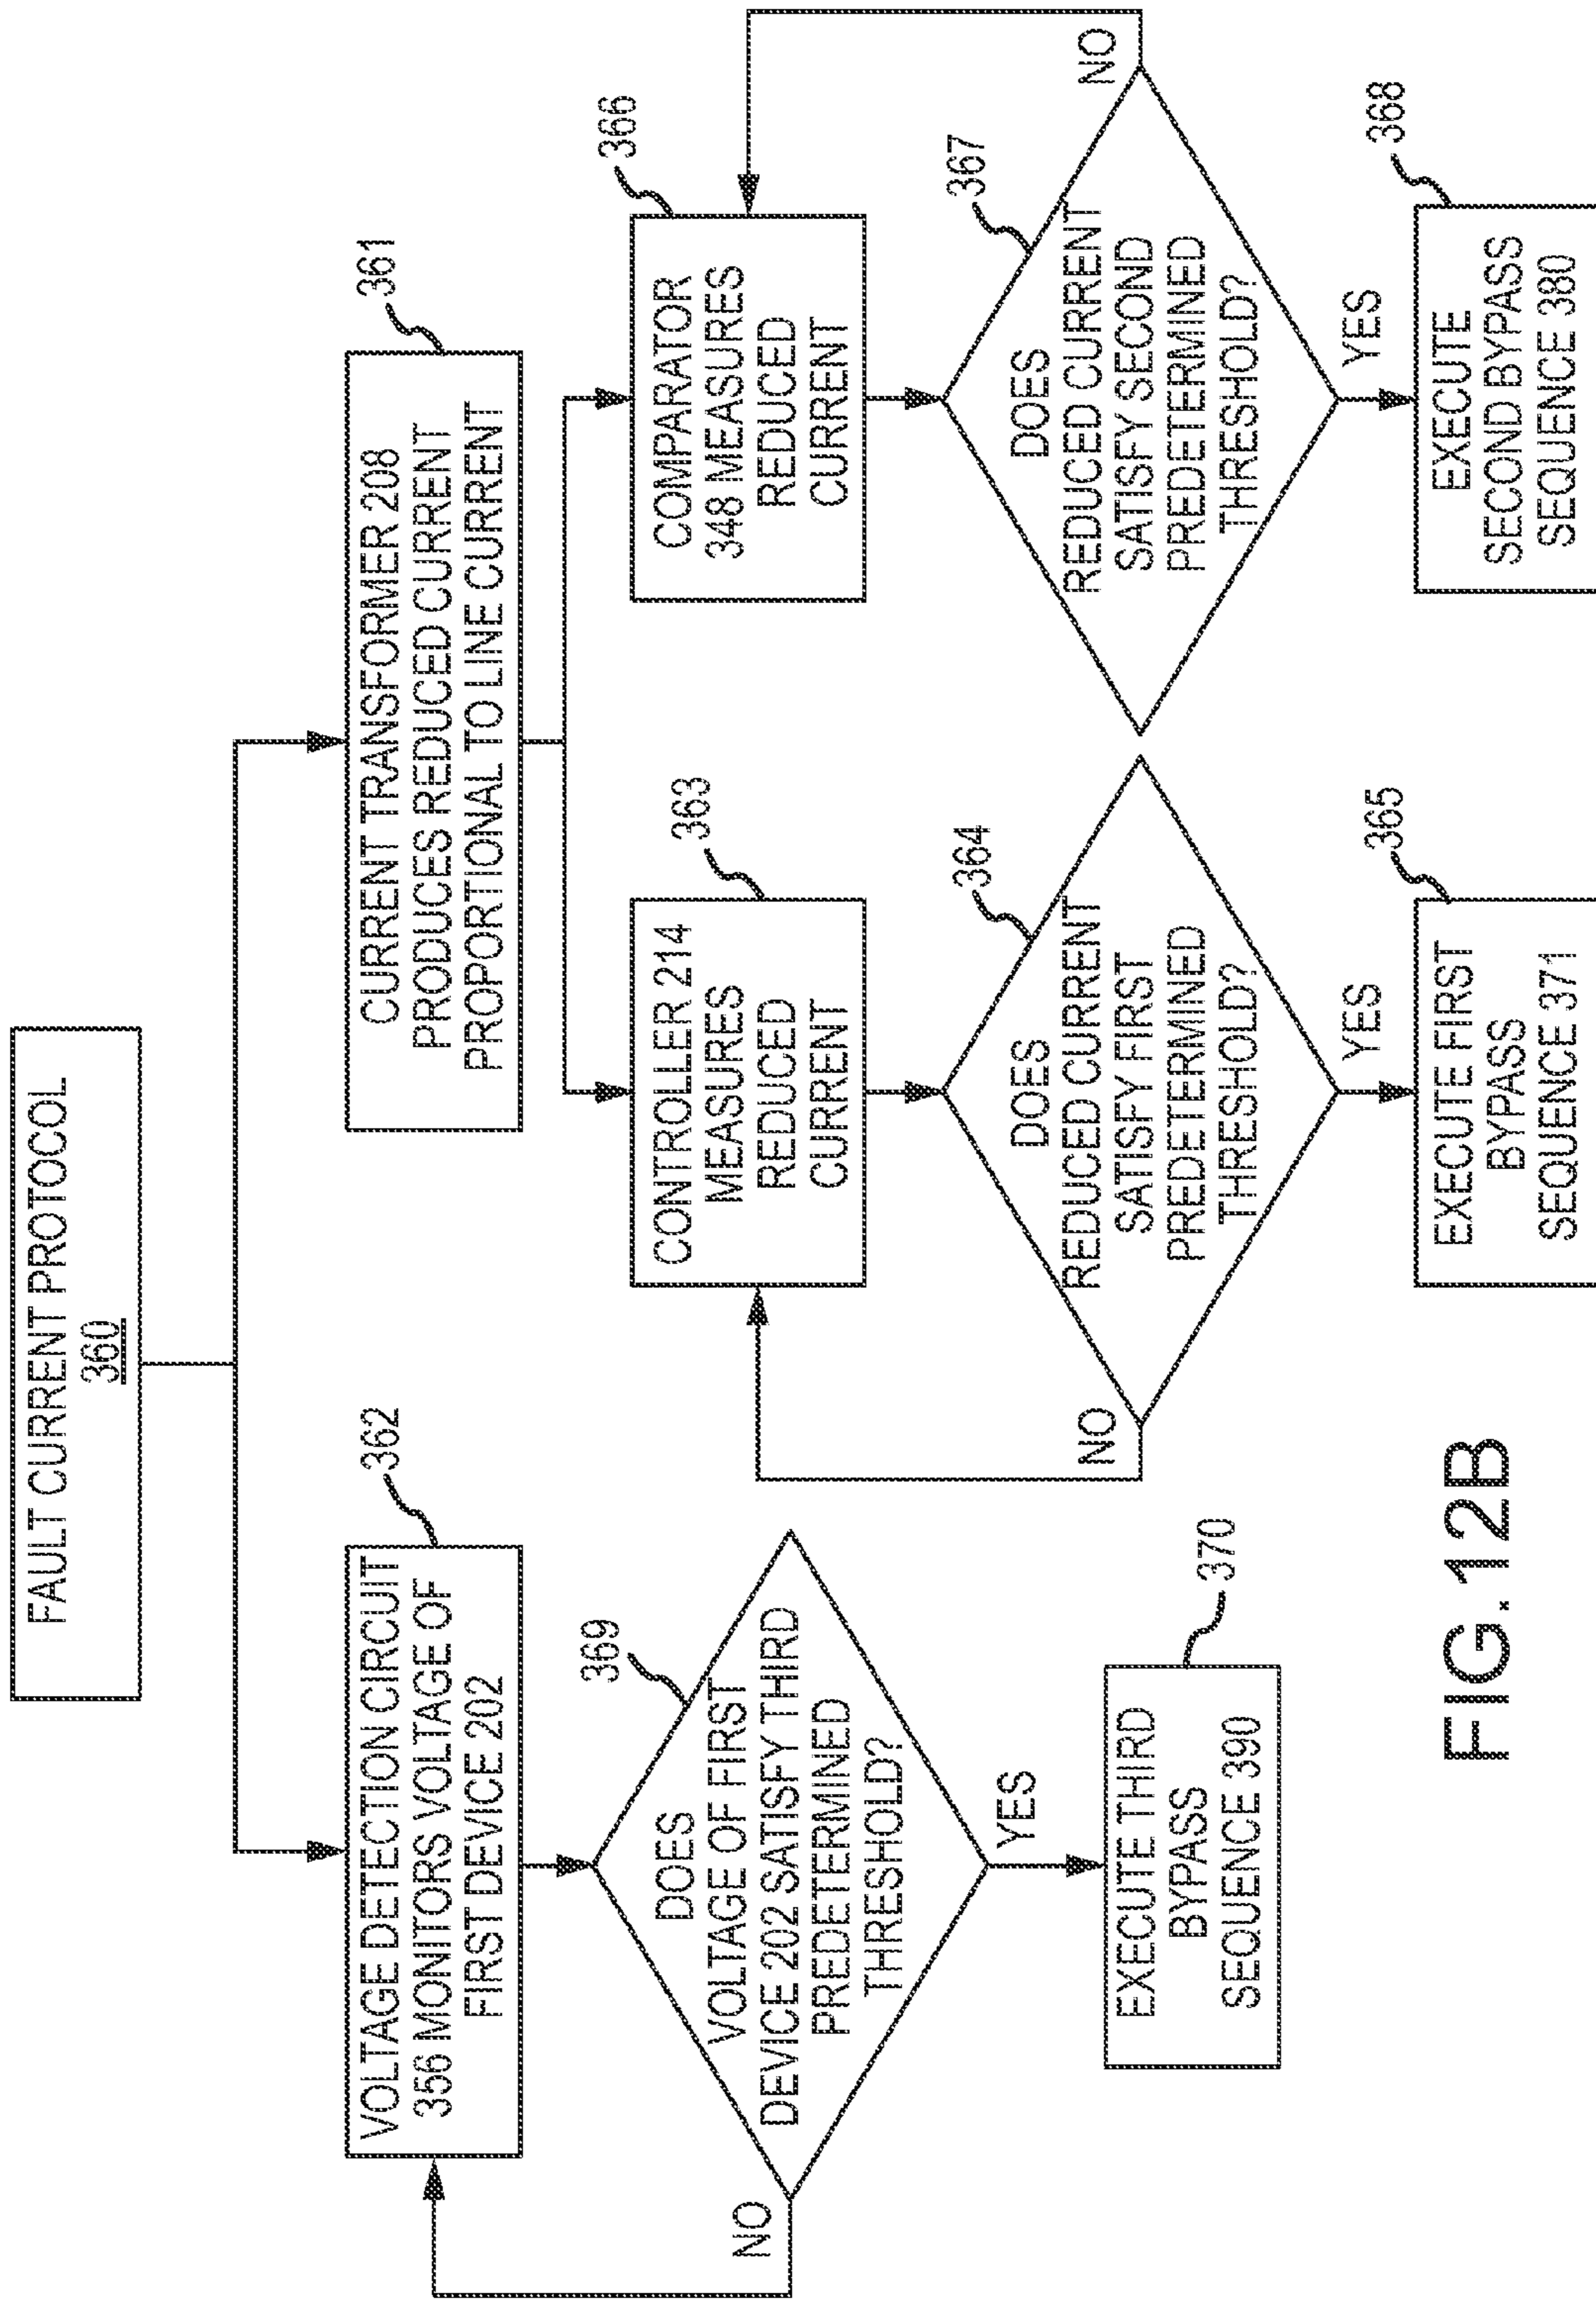 FAULT CURRENT PROTOCOL
360
362
VOLTAGE DETECTION CIRCUIT
356 MONITORS VOLTAGE OF
FIRST DEVICE 202
369
DOES
VOLTAGE OF FIRST
DEVICE 202 SATISFY THIRD
PREDETERMINED
THRESHOLD?
NO
YES
370
EXECUTE THIRD
BYPASS
SEQUENCE 390
361
CURRENT TRANSFORMER 208
PRODUCES REDUCED CURRENT
PROPORTIONAL TO LINE CURRENT
363
CONTROLLER 214
MEASURES
REDUCED
CURRENT
364
DOES
REDUCED CURRENT
SATISFY FIRST
PREDETERMINED
THRESHOLD?
NO
YES
365
EXECUTE FIRST
BYPASS
SEQUENCE 371
366
COMPARATOR
348 MEASURES
REDUCED
CURRENT
367
DOES
REDUCED CURRENT
SATISFY SECOND
PREDETERMINED
THRESHOLD?
NO
YES
368
EXECUTE
SECOND BYPASS
SEQUENCE 380
FIG. 12B